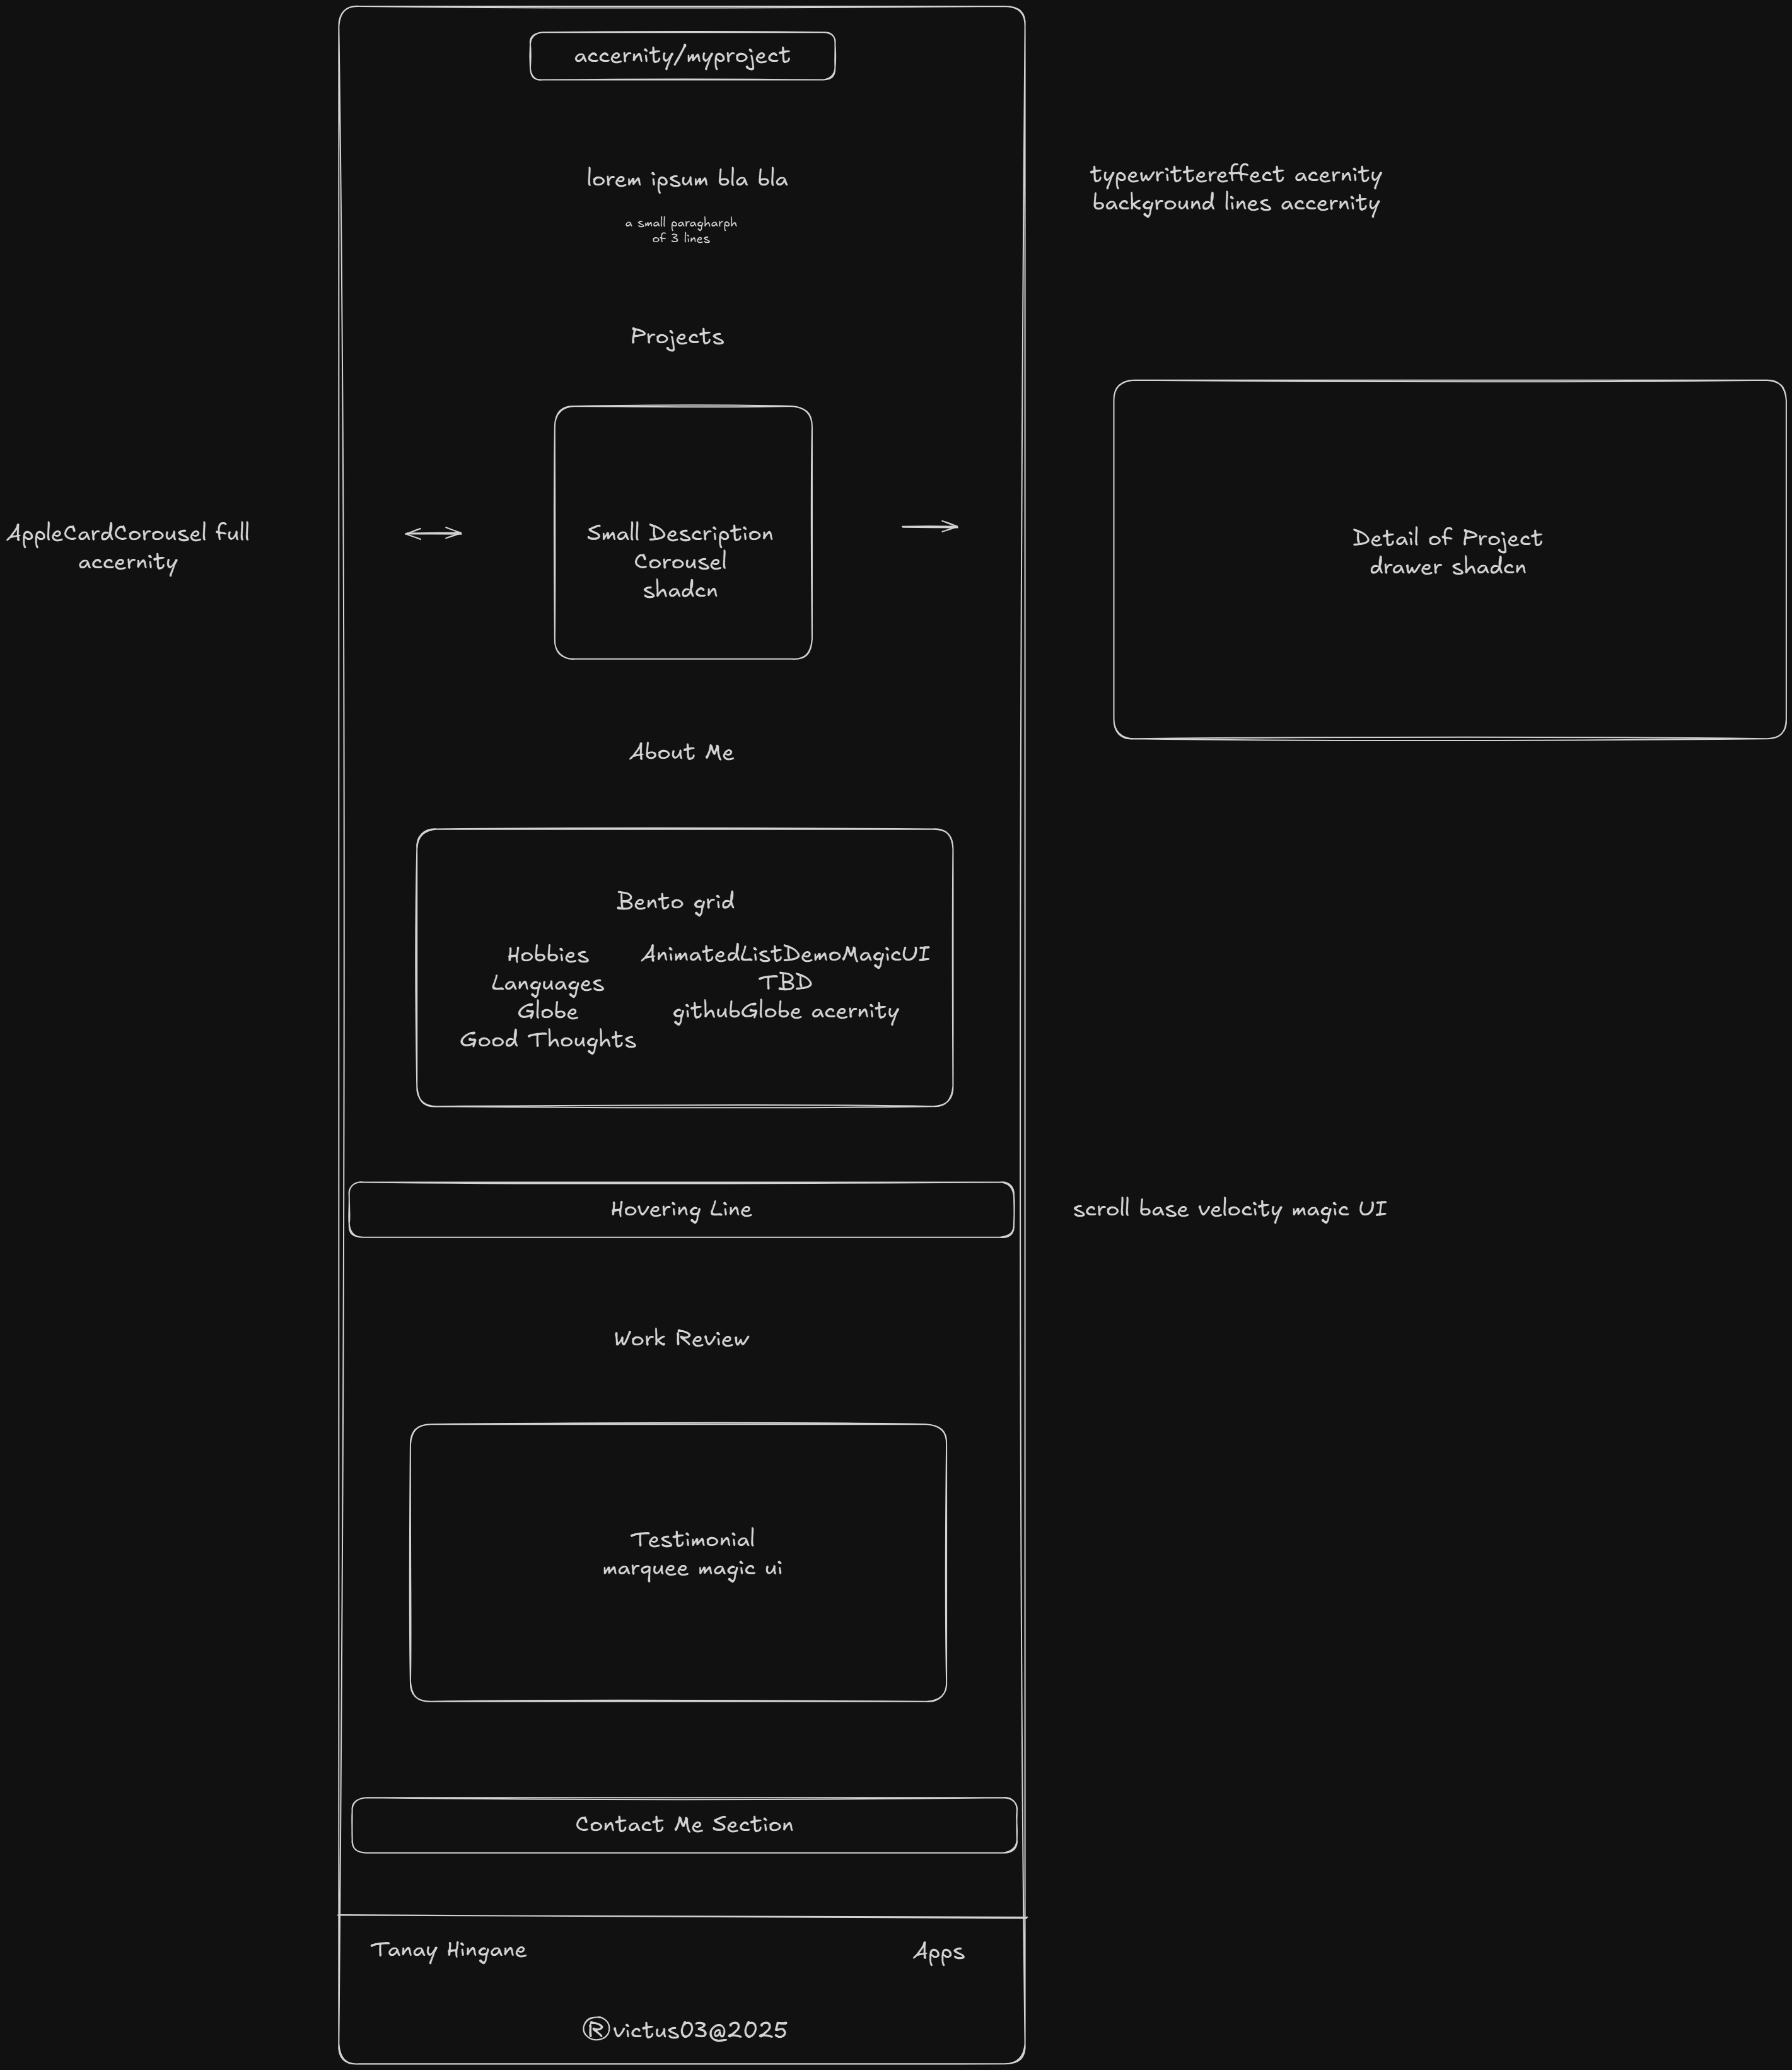 accernity/myproject
lorem ipsum bla bla
a small paragharph
of 3 lines
typewrittereffect acernity
background lines accernity
Projects
AppleCardCorousel full
accernity
Small Description
Corousel
shadcn
Detail of Project
drawer shadcn
About Me
Bento grid
Hobbies
Languages
Globe
Good Thoughts
AnimatedListDemoMagicUI
TBD
githubGlobe acernity
Hovering Line
scroll base velocity magic UI
Work Review
Testimonial
marquee magic ui
Contact Me Section
Tanay Hingane
Apps
®victus03@2025